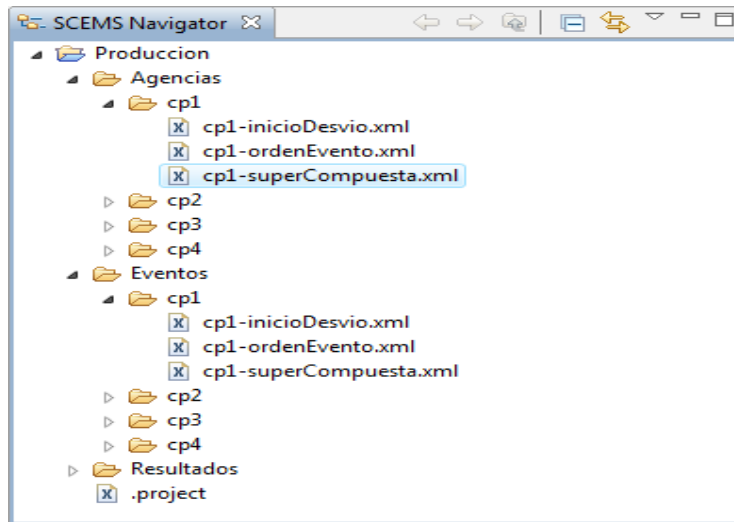 SCEMS Navigator
Produccion
Agencias
cp1
cp1-inicioDesvio.xml
cp1-ordenEvento.xml
cp1-superCompuesta.xml
cp2
cp3
cp4
Eventos
cp1
cp1-inicioDesvio.xml
cp1-ordenEvento.xml
cp1-superCompuesta.xml
cp2
cp3
cp4
Resultados
.project